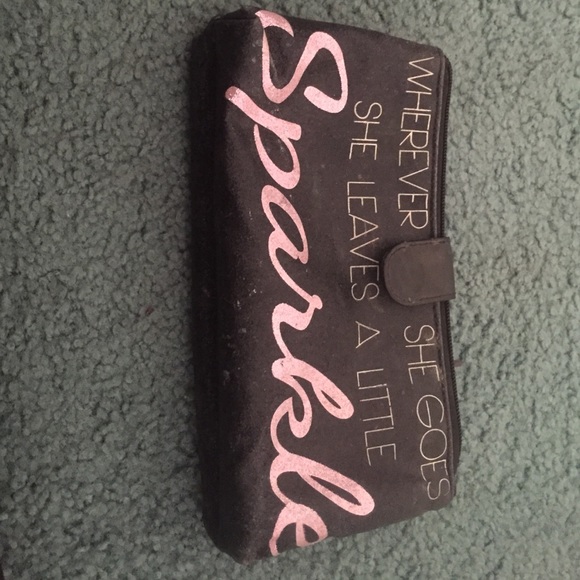 WHEREVER SHE GOES
SHE LEAVES A LITTLE
Sparkle